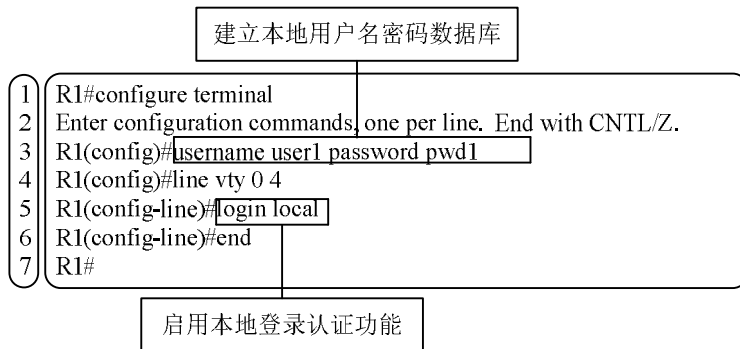 建立本地用户名密码数据库
1 R1#configure terminal
2 Enter configuration commands, one per line. End with CNTL/Z.
3 R1(config)#username user1 password pwd1
4 R1(config)#line vty 0 4
5 R1(config-line)#login local
6 R1(config-line)#end
7 R1#
启用本地登录认证功能